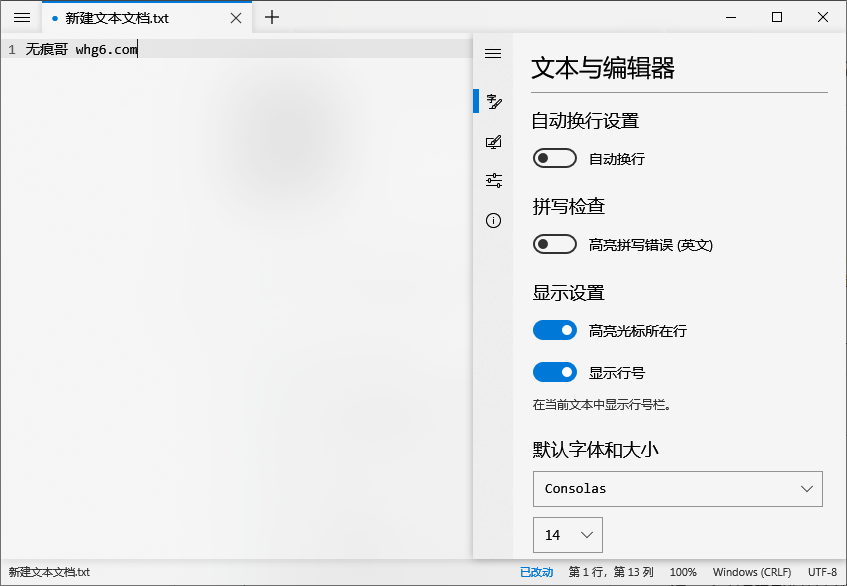 新建文本文档.txt
1 无痕哥 whg6.com
文本与编辑器
自动换行设置
自动换行
拼写检查
高亮拼写错误 (英文)
显示设置
高亮光标所在行
显示行号
在当前文本中显示行号栏。
默认字体和大小
Consolas
14
新建文本文档.txt 已改动 第 1 行，第 13 列 100% Windows (CRLF) UTF-8